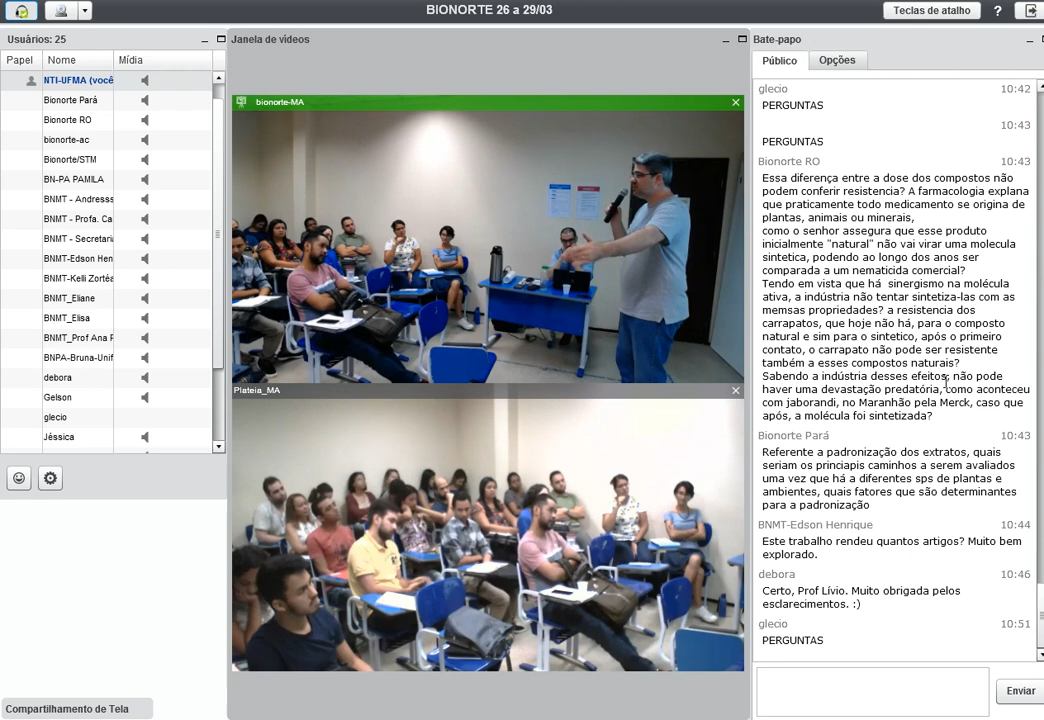 BIONORTE 26 a 29/03
Teclas de atalho
?
Usuários: 25
Papel Nome Mídia
NTI-UFMA (você
Bionorte Pará
Bionorte RO
bionorte-ac
Bionorte/STM
BN-PA PAMILA
BNMT - Andresss
BNMT - Profa. Ca
BNMT - Secretari
BNMT-Edson Hen
BNMT-Kelli Zortéa
BNMT_Eliane
BNMT_Elisa
BNMT_Prof Ana P
BNPA-Bruna-Unif
debora
Gelson
glecio
Jéssica
Compartilhamento de Tela
Janela de vídeos
bionorte-MA
Plateia_MA
Bate-papo
Público Opções
glecio 10:42
PERGUNTAS
10:43
PERGUNTAS
Bionorte RO 10:43
Essa diferença entre a dose dos compostos não
podem conferir resistencia? A farmacologia explana
que praticamente todo medicamento se origina de
plantas, animais ou minerais,
como o senhor assegura que esse produto
inicialmente "natural" não vai virar uma molecula
sintetica, podendo ao longo dos anos ser
comparada a um nematicida comercial?
Tendo em vista que há sinergismo na molécula
ativa, a indústria não tentar sintetiza-las com as
memsas propriedades? a resistencia dos
carrapatos, que hoje não há, para o composto
natural e sim para o sintetico, após o primeiro
contato, o carrapato não pode ser resistente
também a esses compostos naturais?
Sabendo a indústria desses efeitos, não pode
haver uma devastação predatória, como aconteceu
com jaborandi, no Maranhão pela Merck, caso que
após, a molécula foi sintetizada?
Bionorte Pará 10:43
Referente a padronização dos extratos, quais
seriam os princiapis caminhos a serem avaliados
uma vez que há a diferentes sps de plantas e
ambientes, quais fatores que são determinantes
para a padronização
BNMT-Edson Henrique 10:44
Este trabalho rendeu quantos artigos? Muito bem
explorado.
debora 10:46
Certo, Prof Lívio. Muito obrigada pelos
esclarecimentos. :)
glecio 10:51
PERGUNTAS
Enviar